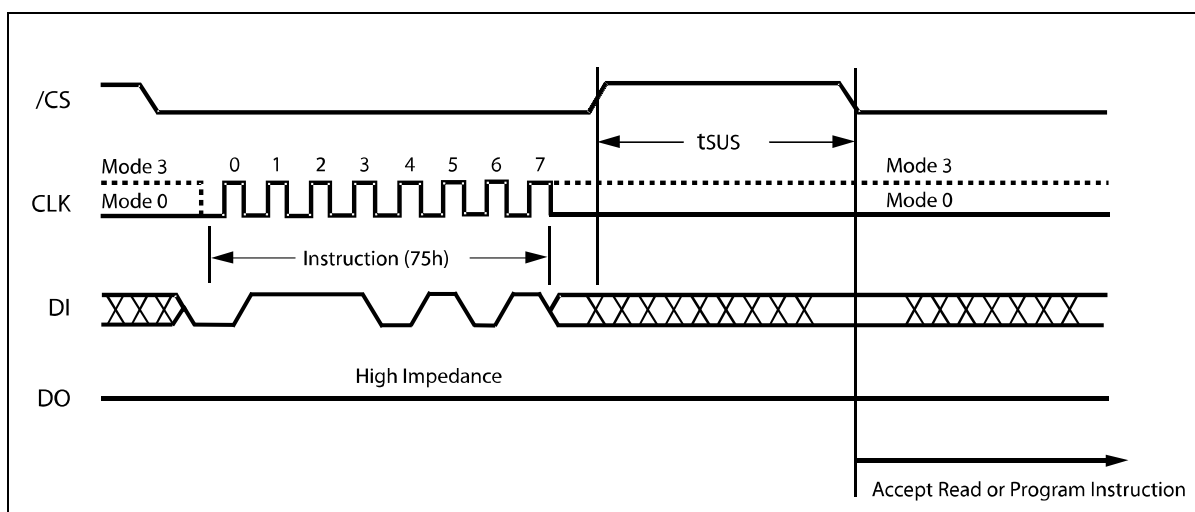 /CS
tSUS
Mode 3 0 1 2 3 4 5 6 7 Mode 3
CLK Mode 0 Mode 0
Instruction (75h)
DI
High Impedance
DO
Accept Read or Program Instruction